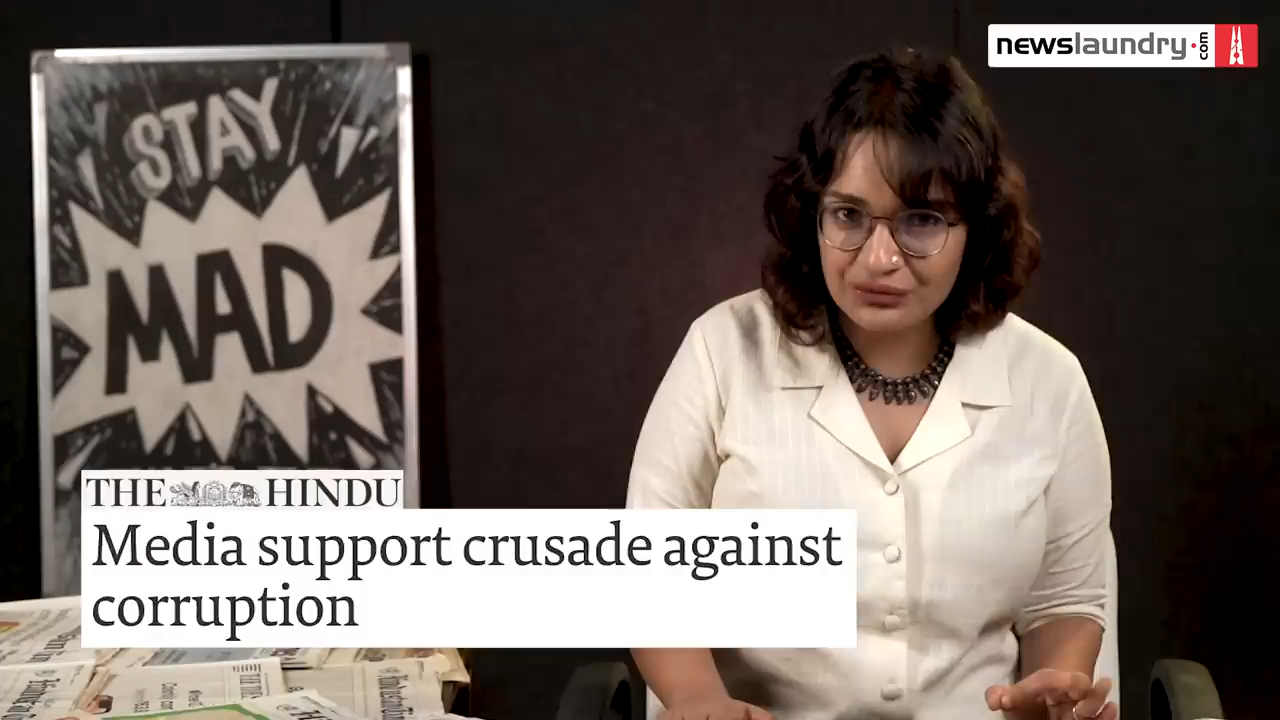 newslaundry.com
STAY
MAD
THE HINDU
Media support crusade against
corruption